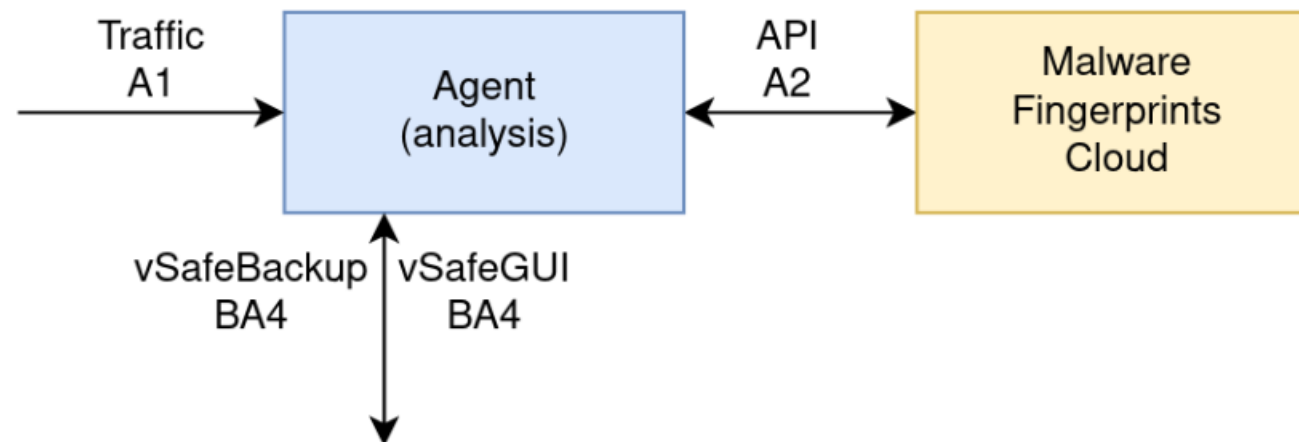 Traffic
A1
Agent
(analysis)
API
A2
Malware
Fingerprints
Cloud
vSafeBackup
BA4
vSafeGUI
BA4